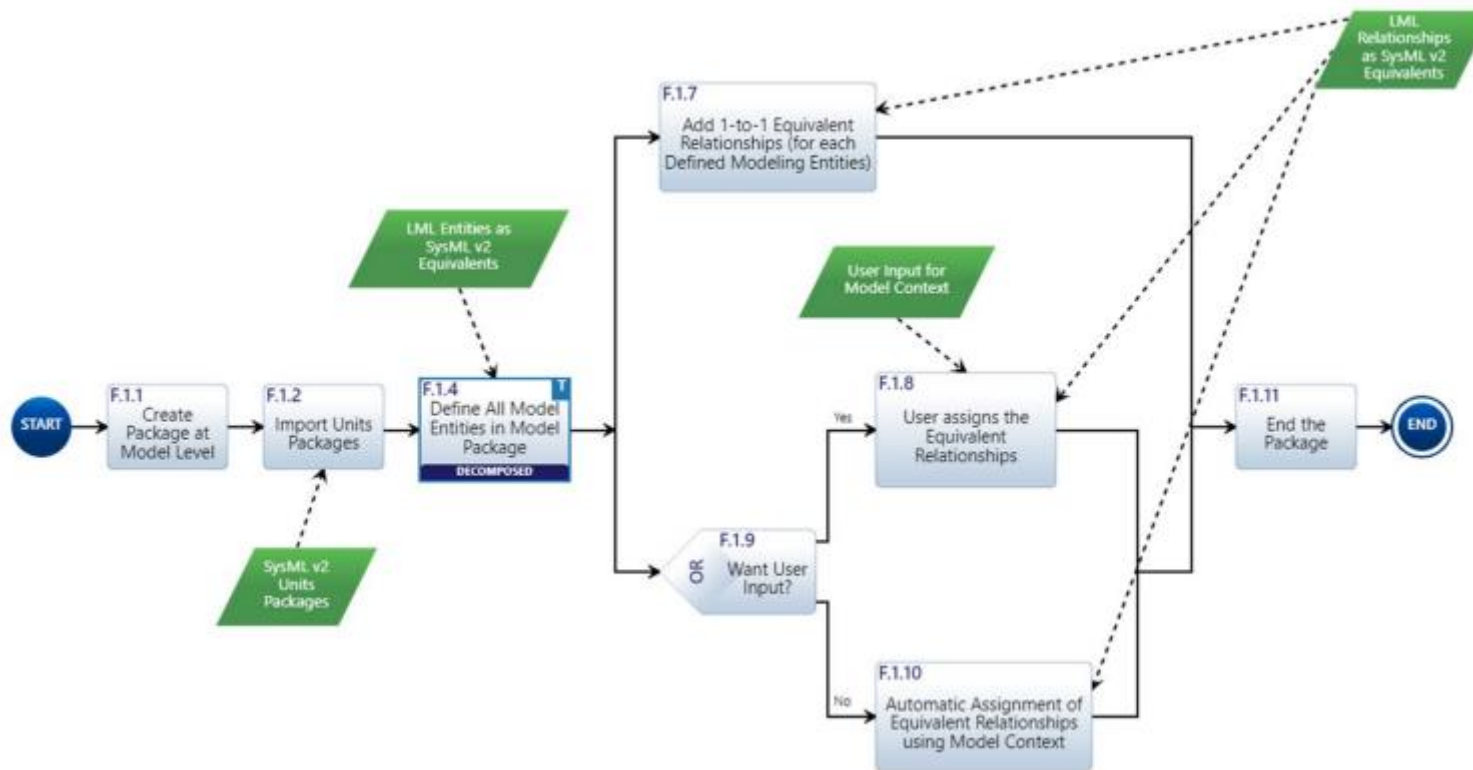 LML
Relationships
as SysML v2
Equivalents
F.1.7
Add 1-to-1 Equivalent
Relationships (for each
Defined Modeling Entities)
LML Entities as
SysML v2
Equivalents
User Input for
Model Context
START
F.1.1
Create
Package at
Model Level
F.1.2
Import Units
Packages
F.1.4
T
Define All Model
Entities in Model
Package
DECOMPOSED
Yes
F.1.8
User assigns the
Equivalent
Relationships
F.1.11
End the
Package
END
SysML v2
Units
Packages
OR
F.1.9
Want User
Input?
No
F.1.10
Automatic Assignment of
Equivalent Relationships
using Model Context